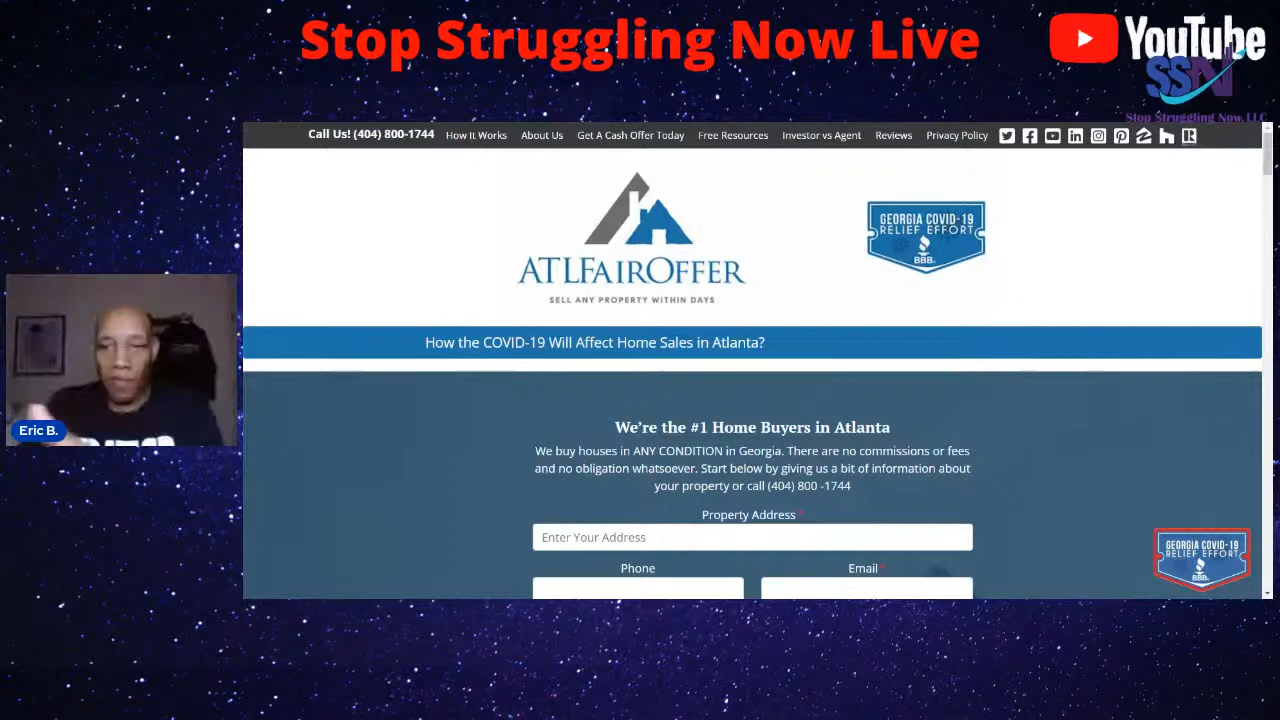 Stop Struggling Now Live
YouTube
SSN
Stop Struggling Now, LLC
Call Us! (404) 800-1744 How It Works About Us Get A Cash Offer Today Free Resources Investor vs Agent Reviews Privacy Policy
GEORGIA COVID-19
RELIEF EFFORT
BBB
ATLFAIROFFER
SELL ANY PROPERTY WITHIN DAYS
How the COVID-19 Will Affect Home Sales in Atlanta?
We're the #1 Home Buyers in Atlanta
We buy houses in ANY CONDITION in Georgia. There are no commissions or fees
and no obligation whatsoever. Start below by giving us a bit of information about
your property or call (404) 800 -1744
Property Address*
Enter Your Address
Phone
Email*
GEORGIA COVID-19
RELIEF EFFORT
BBB
Eric B.